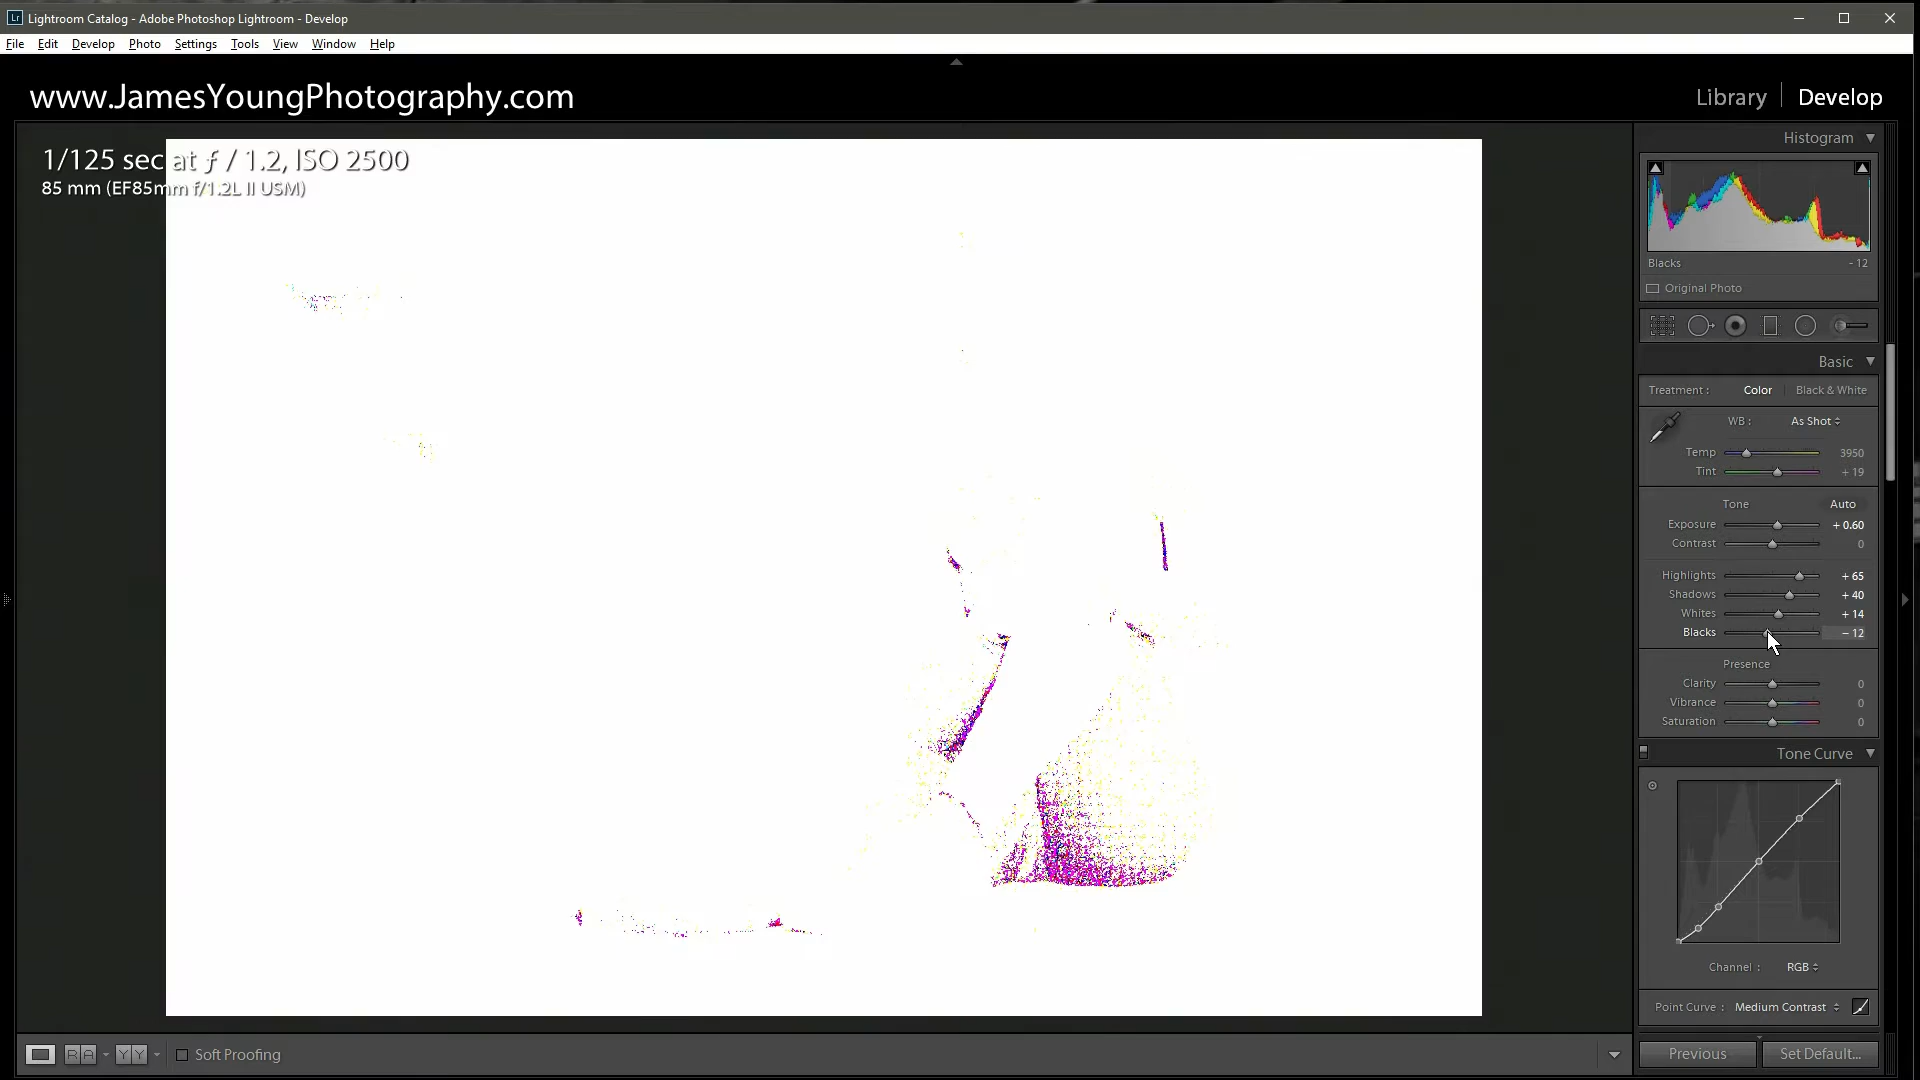 Lightroom Catalog - Adobe Photoshop Lightroom - Develop
File Edit Develop Photo Settings Tools View Window Help
www.JamesYoungPhotography.com
Library | Develop
1/125 sec at ƒ / 1.2, ISO 2500
85 mm (EF85mm f/1.2L II USM)
Histogram
Blacks - 12
Original Photo
Basic
Treatment : Color Black & White
WB : As Shot
Temp 3950
Tint + 19
Tone Auto
Exposure + 0.60
Contrast 0
Highlights + 65
Shadows + 40
Whites + 14
Blacks - 12
Presence
Clarity 0
Vibrance 0
Saturation 0
Tone Curve
Channel : RGB
Point Curve : Medium Contrast
R A Y Y Soft Proofing
Previous Set Default...